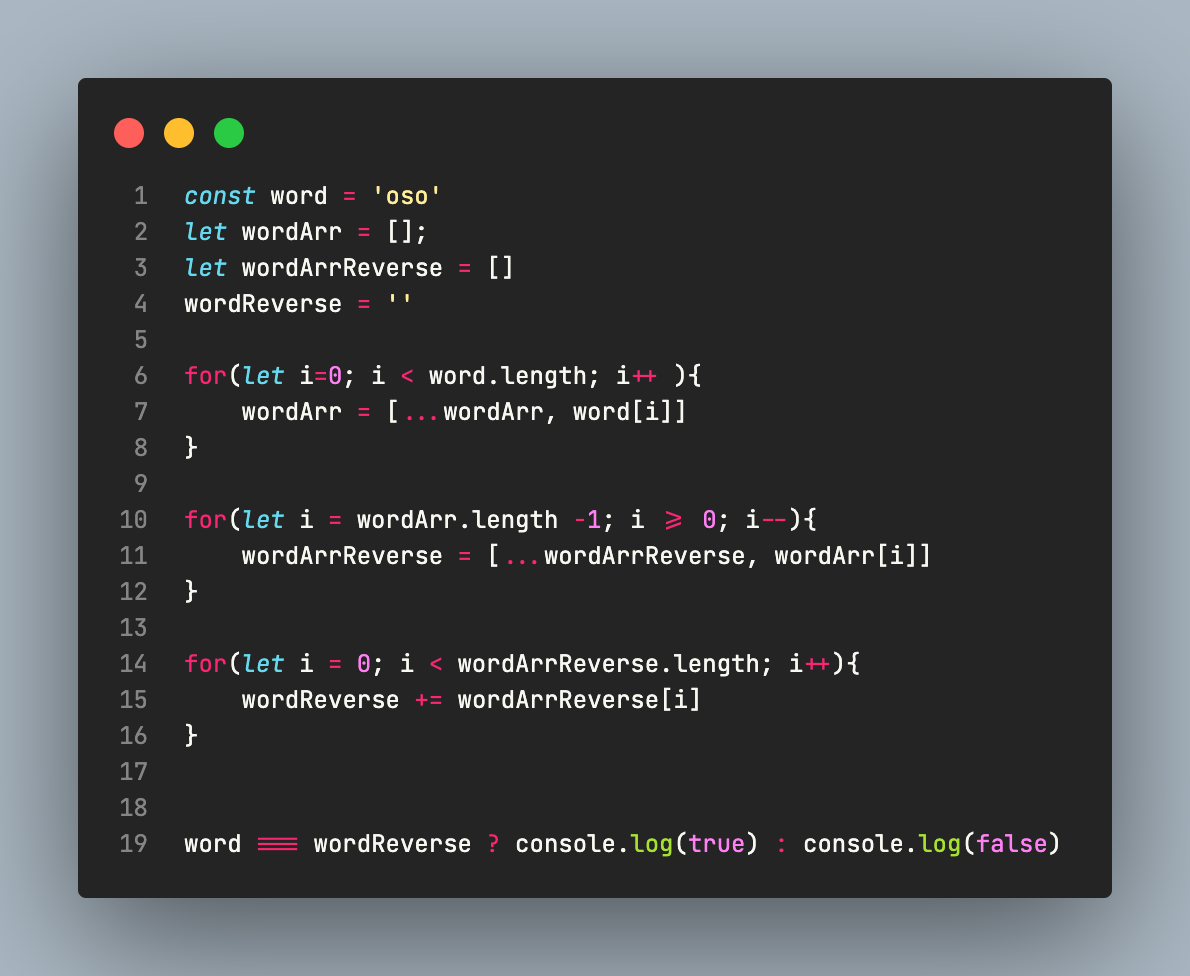 1 const word = 'oso'
2 let wordArr = [];
3 let wordArrReverse = []
4 wordReverse = ''
5
6 for(let i=0; i < word.length; i++ ){
7     wordArr = [...wordArr, word[i]]
8 }
9
10 for(let i = wordArr.length -1; i >= 0; i--){
11     wordArrReverse = [...wordArrReverse, wordArr[i]]
12 }
13
14 for(let i = 0; i < wordArrReverse.length; i++){
15     wordReverse += wordArrReverse[i]
16 }
17
18
19 word === wordReverse ? console.log(true) : console.log(false)